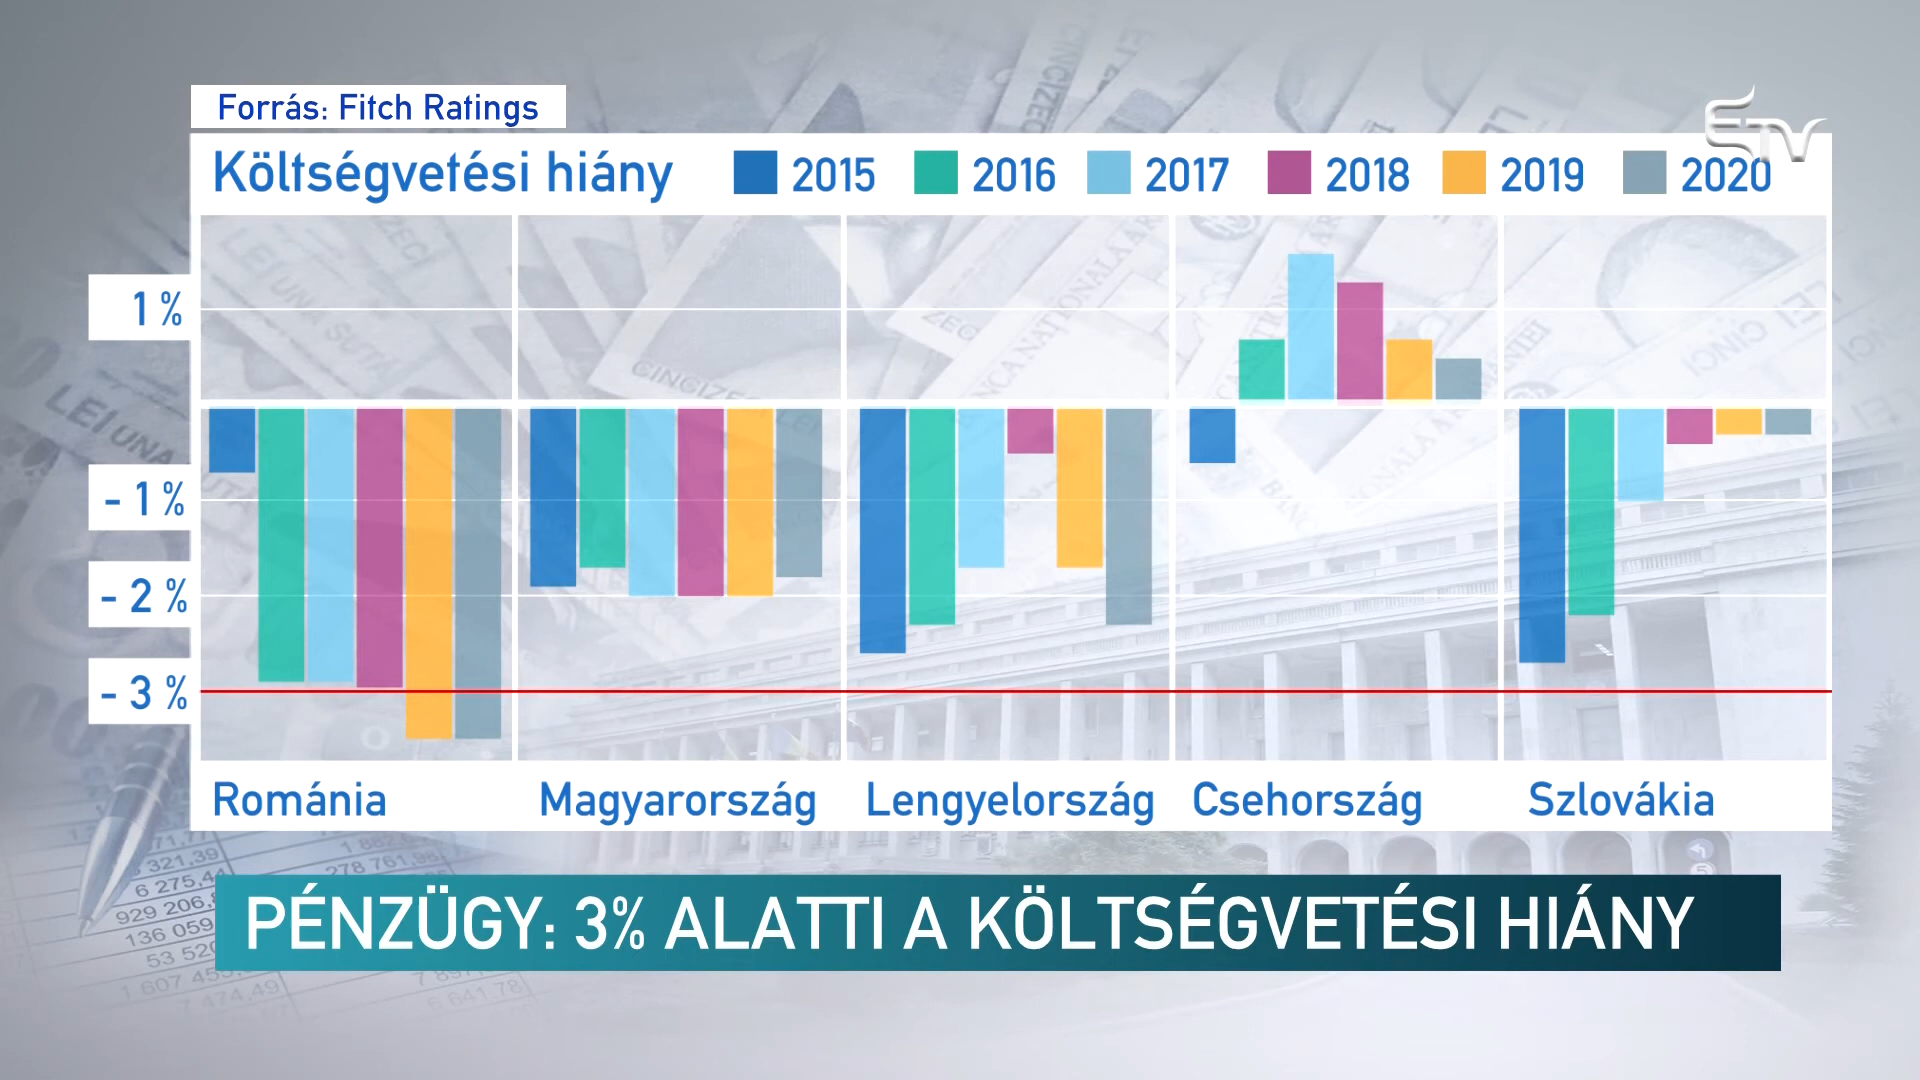 Forrás: Fitch Ratings
ETV
Költségvetési hiány 2015 2016 2017 2018 2019 2020
1 %
- 1 %
- 2 %
- 3 %
Románia Magyarország Lengyelország Csehország Szlovákia
PÉNZÜGY: 3% ALATTI A KÖLTSÉGVETÉSI HIÁNY